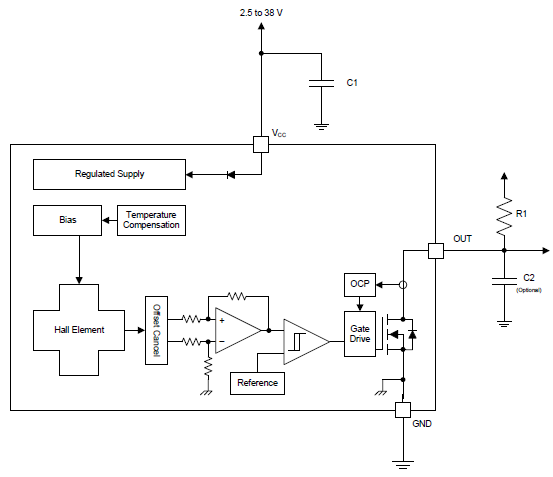 2.5 to 38 V
C1
VCC
Regulated Supply
Bias
Temperature
Compensation
R1
OUT
C2
(Optional)
OCP
Hall Element
Offset Cancel
+
−
Gate
Drive
Reference
GND